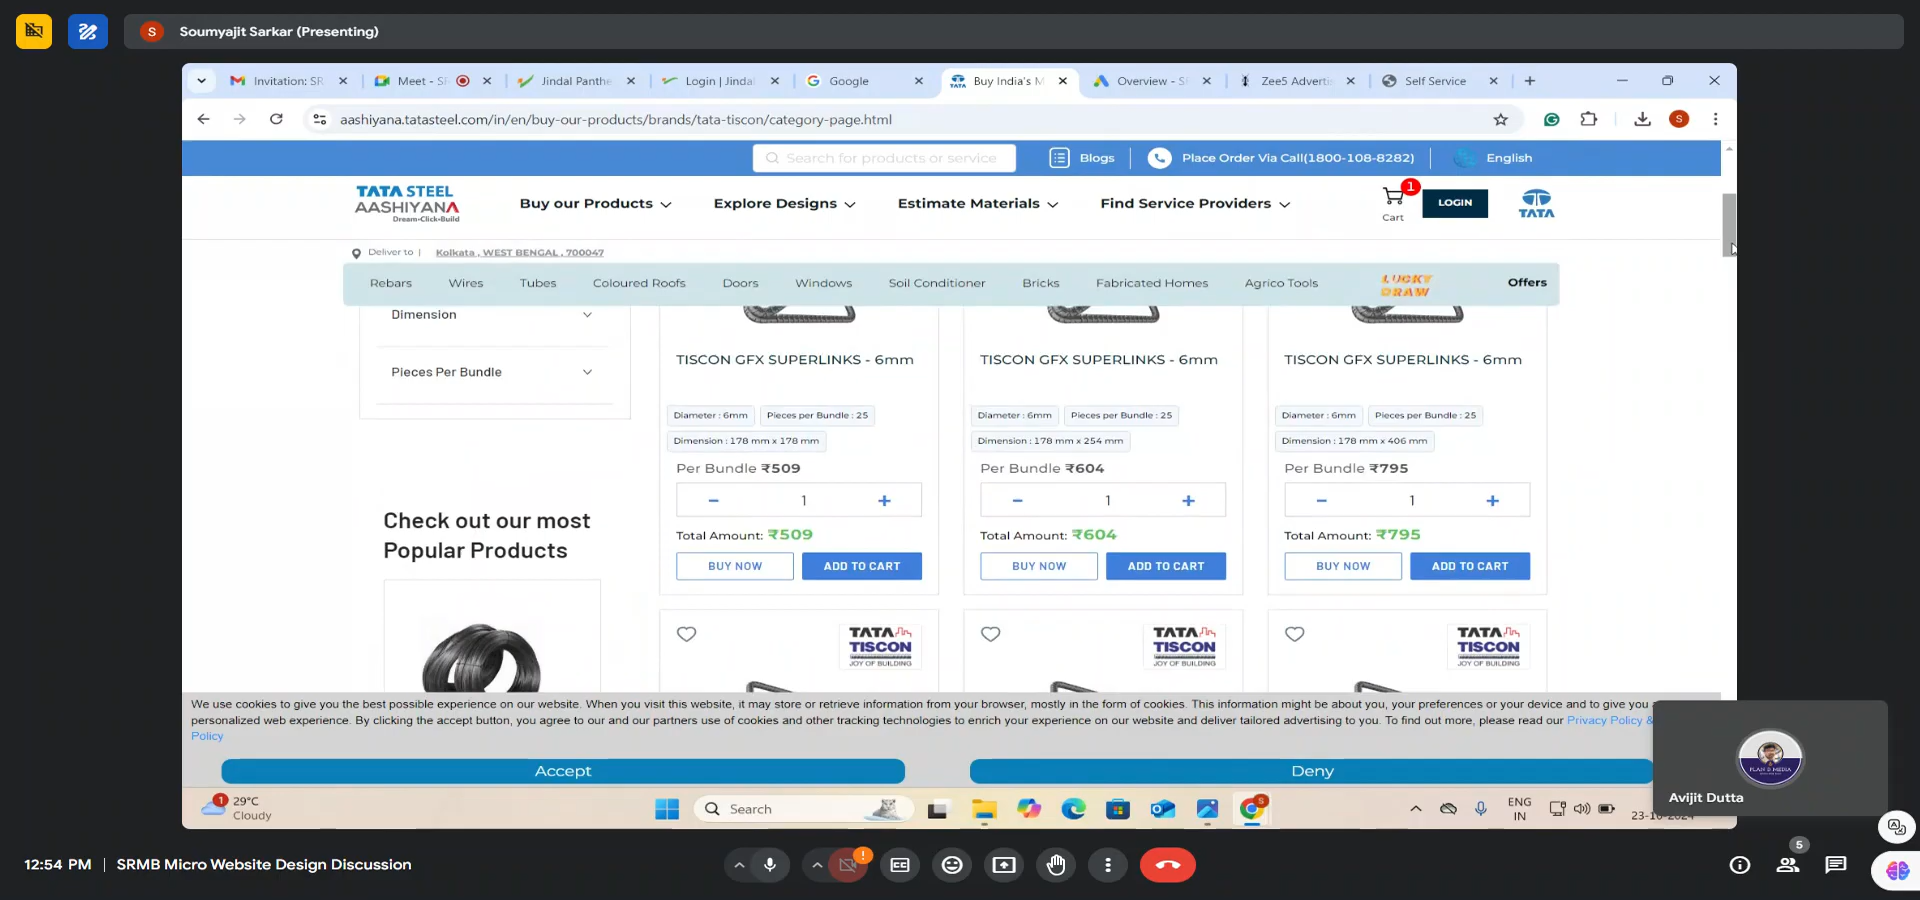 S Soumyajit Sarkar (Presenting)
Invitation: SR
Meet - SR
Jindal Panthe
Login | Jindal
Google
Buy India's M
Overview - S
Zee5 Adverti
Self Service
aashiyana.tatasteel.com/in/en/buy-our-products/brands/tata-tiscon/category-page.html
S
Search for products or service
Blogs
Place Order Via Call(1800-108-8282)
English
TATA STEEL
AASHIYANA
Dream-Click-Build
Buy our Products
Explore Designs
Estimate Materials
Find Service Providers
1
Cart
LOGIN
TATA
Deliver to | Kolkata , WEST BENGAL , 700047
Rebars
Wires
Tubes
Coloured Roofs
Doors
Windows
Soil Conditioner
Bricks
Fabricated Homes
Agrico Tools
LUCKY
DRAW
Offers
Dimension
Pieces Per Bundle
Check out our most
Popular Products
TISCON GFX SUPERLINKS - 6mm
Diameter : 6mm
Pieces per Bundle : 25
Dimension : 178 mm x 178 mm
Per Bundle ₹509
− 1 +
Total Amount: ₹509
BUY NOW
ADD TO CART
TISCON GFX SUPERLINKS - 6mm
Diameter : 6mm
Pieces per Bundle : 25
Dimension : 178 mm x 254 mm
Per Bundle ₹604
− 1 +
Total Amount: ₹604
BUY NOW
ADD TO CART
TISCON GFX SUPERLINKS - 6mm
Diameter : 6mm
Pieces per Bundle : 25
Dimension : 178 mm x 406 mm
Per Bundle ₹795
− 1 +
Total Amount: ₹795
BUY NOW
ADD TO CART
TATA
TISCON
JOY OF BUILDING
TATA
TISCON
JOY OF BUILDING
TATA
TISCON
JOY OF BUILDING
We use cookies to give you the best possible experience on our website. When you visit this website, it may store or retrieve information from your browser, mostly in the form of cookies. This information might be about you, your preferences or your device and to give you
personalized web experience. By clicking the accept button, you agree to our and our partners use of cookies and other tracking technologies to enrich your experience on our website and deliver tailored advertising to you. To find out more, please read our Privacy Policy &
Policy
Accept
Deny
PLAN B MEDIA
Avijit Dutta
1
29°C
Cloudy
Search
S
ENG
IN
23-10-2024
12:54 PM | SRMB Micro Website Design Discussion
5